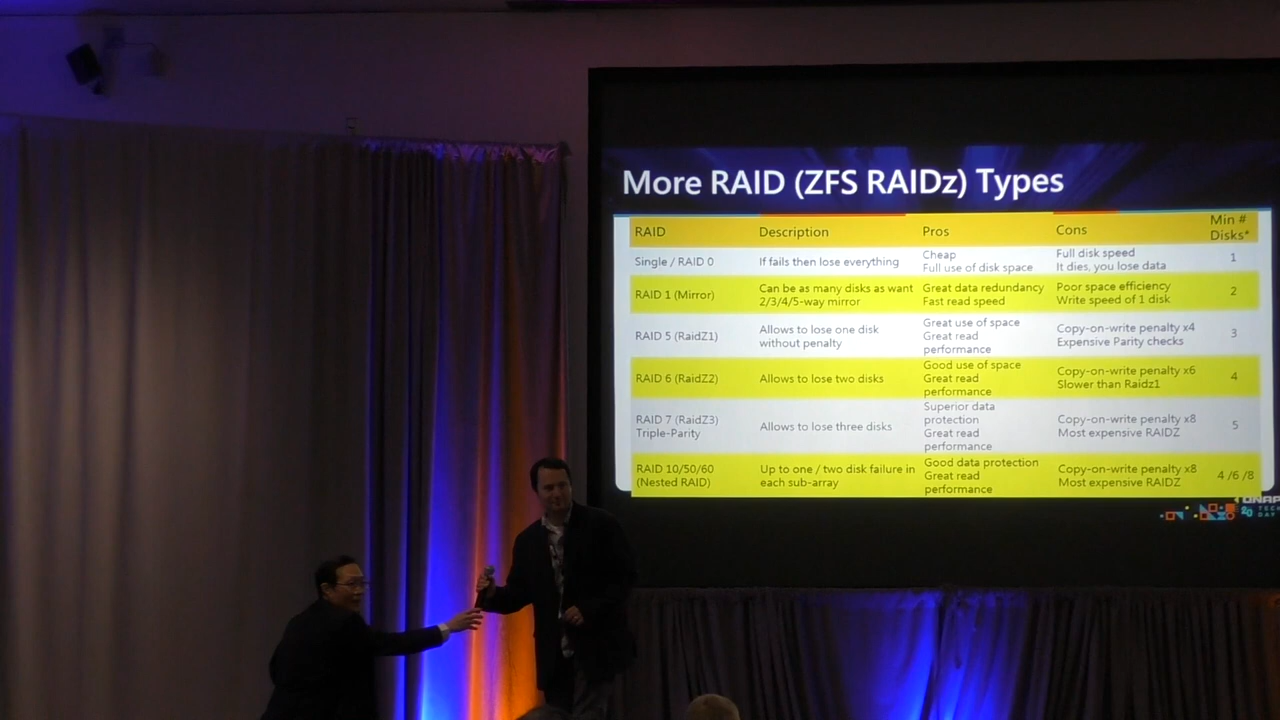 More RAID (ZFS RAIDz) Types
RAID Description Pros Cons Min # Disks*
Single / RAID 0 If fails then lose everything Cheap Full disk speed 1
Full use of disk space It dies, you lose data
RAID 1 (Mirror) Can be as many disks as want Great data redundancy Poor space efficiency 2
2/3/4/5-way mirror Fast read speed Write speed of 1 disk
RAID 5 (RaidZ1) Allows to lose one disk Great use of space Copy-on-write penalty x4 3
without penalty Great read Expensive Parity checks
performance
RAID 6 (RaidZ2) Allows to lose two disks Good use of space Copy-on-write penalty x6 4
Great read Slower than Raidz1
performance
RAID 7 (RaidZ3) Allows to lose three disks Superior data Copy-on-write penalty x8 5
Triple-Parity protection Most expensive RAIDZ
Great read
performance
RAID 10/50/60 Up to one / two disk failure in Good data protection Copy-on-write penalty x8 4 /6 /8
(Nested RAID) each sub-array Great read Most expensive RAIDZ
performance
QNAP
20 TEC
DAY